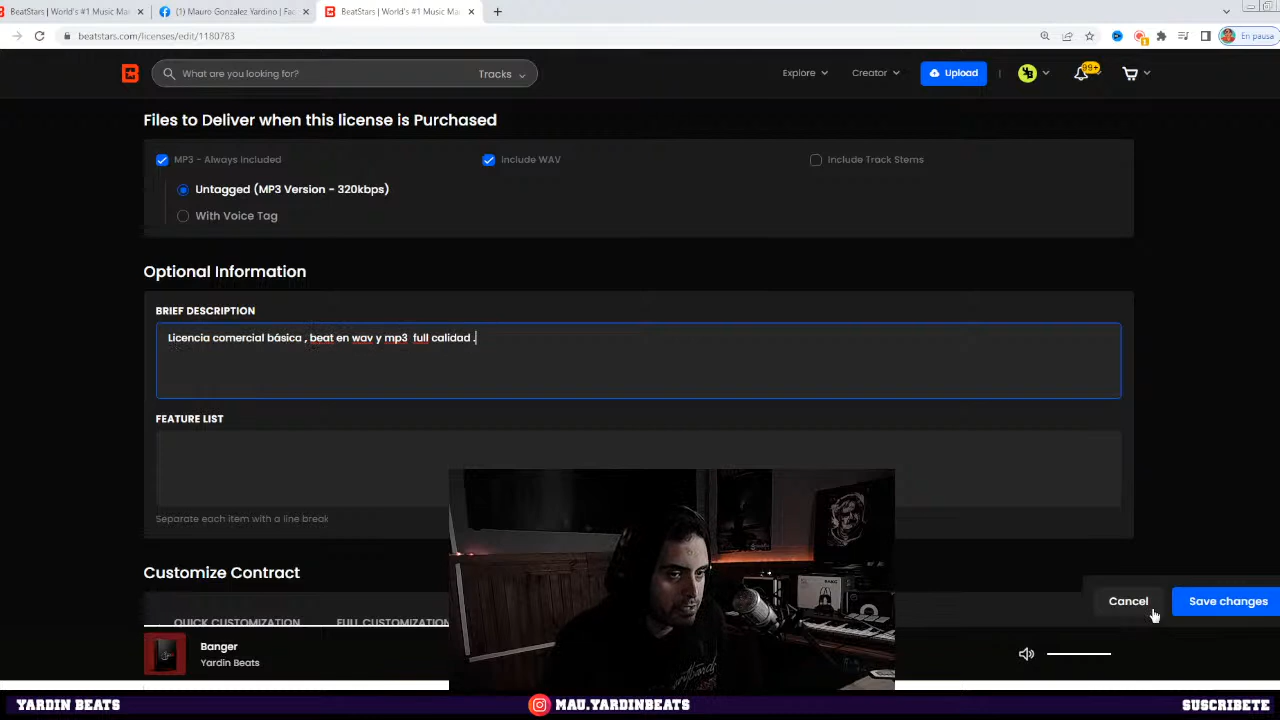 BeatStars | World's #1 Music Ma
(1) Mauro Gonzalez Yardino | Fa
BeatStars | World's #1 Music Ma
beatstars.com/licenses/edit/1180783
En pausa
What are you looking for?
Tracks
Explore
Creator
Upload
99+
Files to Deliver when this license is Purchased
MP3 - Always Included
Include WAV
Include Track Stems
Untagged (MP3 Version - 320kbps)
With Voice Tag
Optional Information
BRIEF DESCRIPTION
Licencia comercial básica , beat en wav y mp3 full calidad .
FEATURE LIST
Separate each item with a line break
Customize Contract
Cancel
Save changes
QUICK CUSTOMIZATION
FULL CUSTOMIZATION
Banger
Yardin Beats
YARDIN BEATS
MAU.YARDINBEATS
SUSCRIBETE